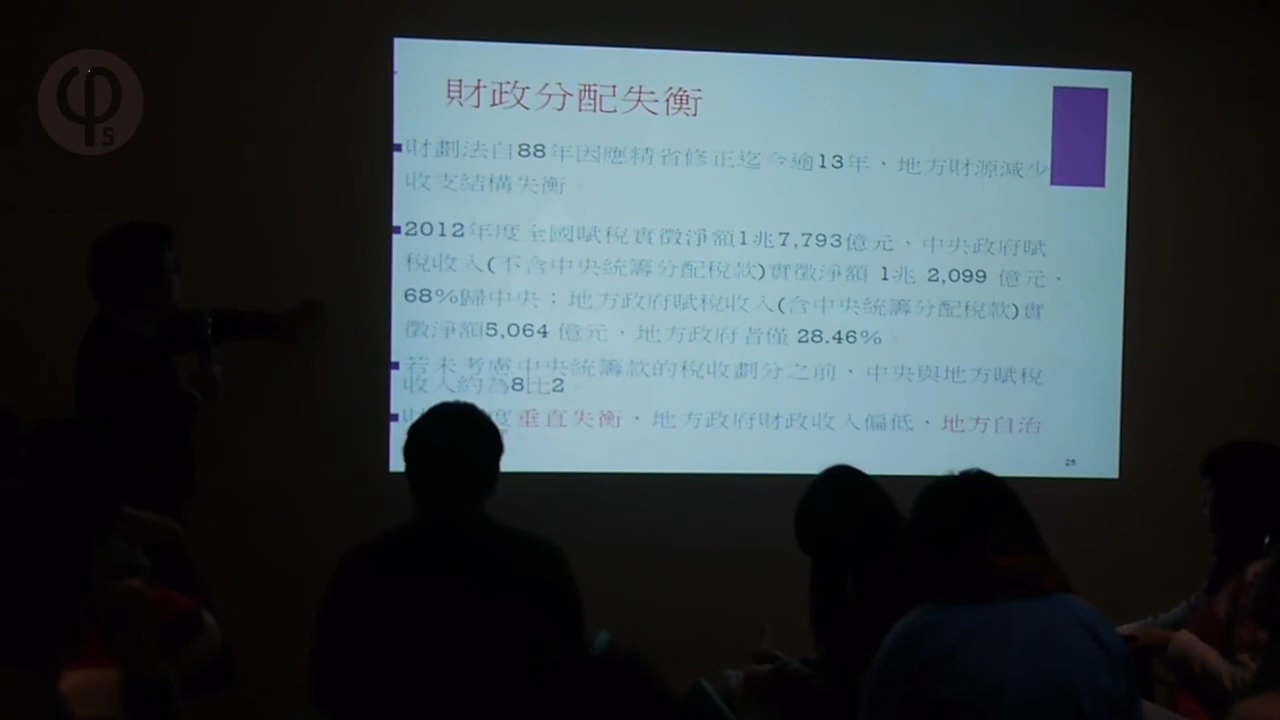 φ5
財政分配失衡
財劃法自88年因應精省修正迄今逾13年、地方財源減少
收支結構失衡。
2012年度全國賦稅實徵淨額1兆7,793億元、中央政府賦
稅收入(不含中央統籌分配稅款)實徵淨額 1兆 2,099 億元，
68%歸中央；地方政府賦稅收入(含中央統籌分配稅款)實
徵淨額5,064 億元，地方政府者僅 28.46%。
若未考慮中央統籌款的稅收劃分之前，中央與地方賦稅
收入約為8比2
財 度垂直失衡、地方政府財政收入偏低，地方自治
28